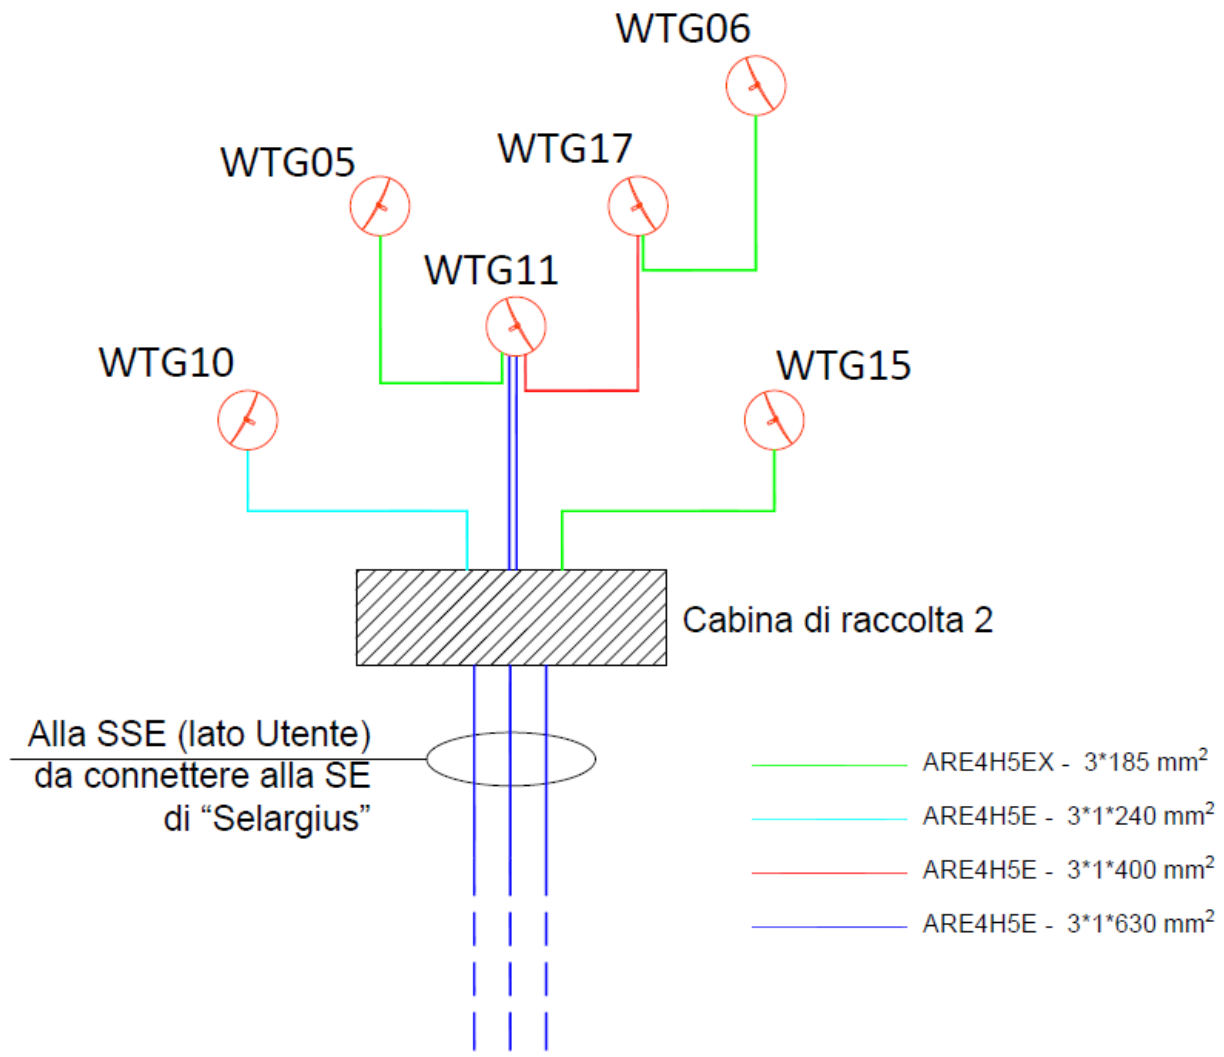 WTG06
WTG05
WTG17
WTG11
WTG10
WTG15
Cabina di raccolta 2
Alla SSE (lato Utente)
da connettere alla SE
di “Selargius”
ARE4H5EX - 3*185 mm²
ARE4H5E - 3*1*240 mm²
ARE4H5E - 3*1*400 mm²
ARE4H5E - 3*1*630 mm²